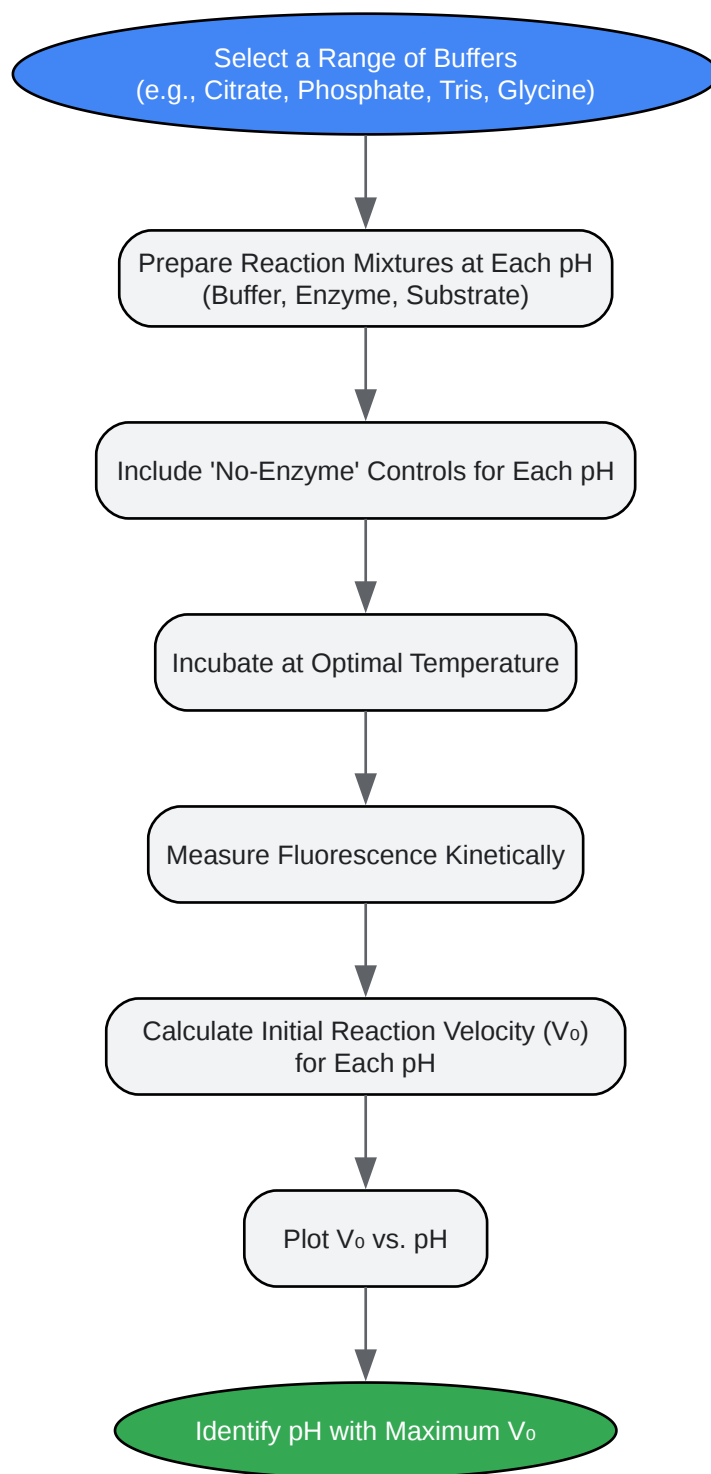 Select a Range of Buffers
(e.g., Citrate, Phosphate, Tris, Glycine)
Prepare Reaction Mixtures at Each pH
(Buffer, Enzyme, Substrate)
Include 'No-Enzyme' Controls for Each pH
Incubate at Optimal Temperature
Measure Fluorescence Kinetically
Calculate Initial Reaction Velocity (V₀)
for Each pH
Plot V₀ vs. pH
Identify pH with Maximum V₀